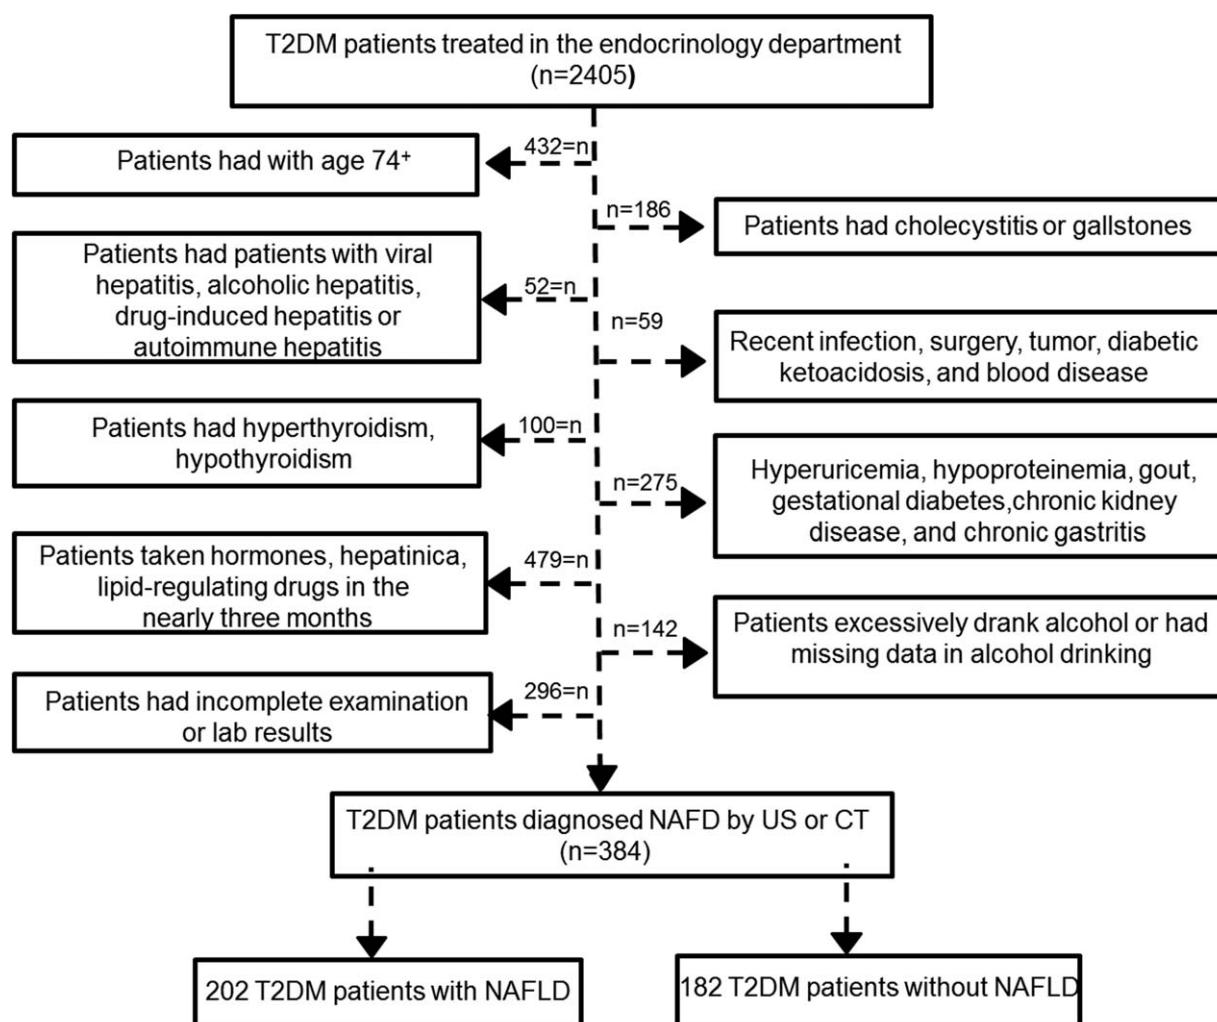 T2DM patients treated in the endocrinology department
(n=2405)
432=n
Patients had with age 74+
n=186
Patients had cholecystitis or gallstones
Patients had patients with viral
hepatitis, alcoholic hepatitis,
drug-induced hepatitis or
autoimmune hepatitis
52=n
n=59
Recent infection, surgery, tumor, diabetic
ketoacidosis, and blood disease
Patients had hyperthyroidism,
hypothyroidism
100=n
n=275
Hyperuricemia, hypoproteinemia, gout,
gestational diabetes,chronic kidney
disease, and chronic gastritis
Patients taken hormones, hepatinica,
lipid-regulating drugs in the
nearly three months
479=n
n=142
Patients excessively drank alcohol or had
missing data in alcohol drinking
Patients had incomplete examination
or lab results
296=n
T2DM patients diagnosed NAFD by US or CT
(n=384)
202 T2DM patients with NAFLD
182 T2DM patients without NAFLD